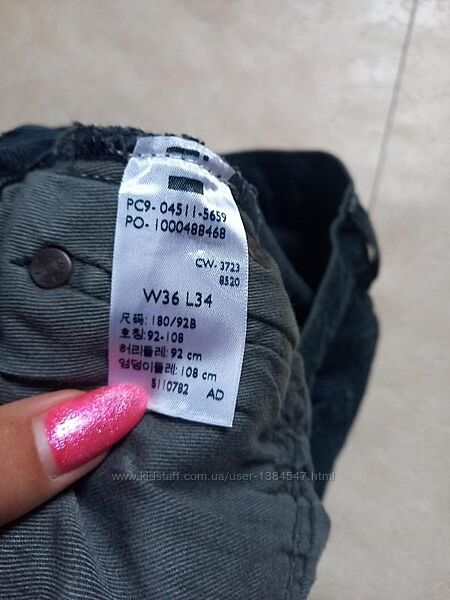 PC9- 04511-5659
PO- 1000488468
CW- 3723
8520
W36 L34
尺码: 180/92B
호칭: 92-108
허리둘레: 92 cm
엉덩이둘레: 108 cm
5110782 AD
www.kidstaff.com.ua/user-1384547.html